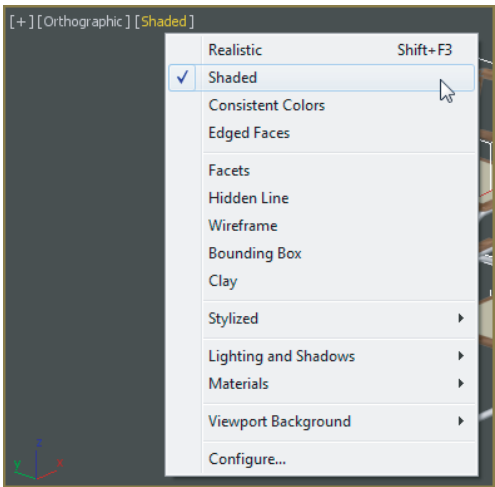 [+][Orthographic][Shaded]
Realistic Shift+F3
Shaded
Consistent Colors
Edged Faces
Facets
Hidden Line
Wireframe
Bounding Box
Clay
Stylized
Lighting and Shadows
Materials
Viewport Background
Configure...
z
y x